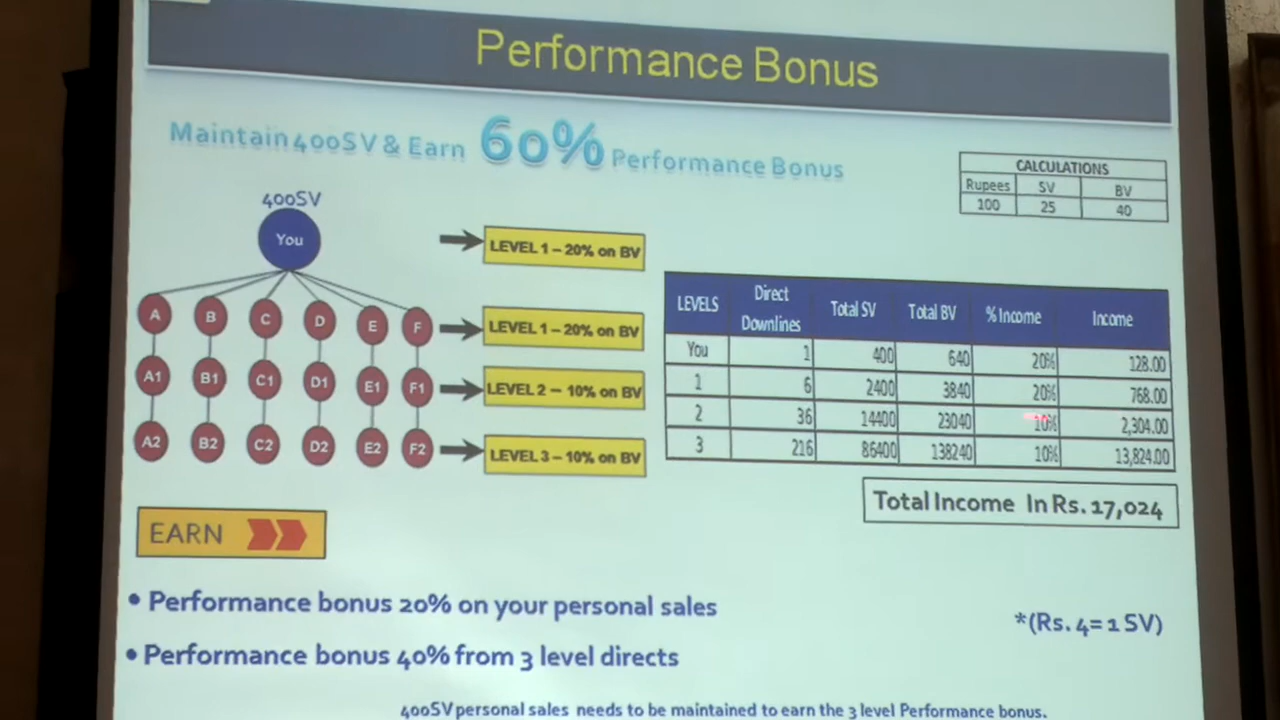 Performance Bonus
Maintain 400SV & Earn 60% Performance Bonus
CALCULATIONS
Rupees SV BV
100 25 40
400SV
You
LEVEL 1 – 20% on BV
A B C D E F
LEVEL 1 – 20% on BV
A1 B1 C1 D1 E1 F1
LEVEL 2 – 10% on BV
A2 B2 C2 D2 E2 F2
LEVEL 3 – 10% on BV
LEVELS Direct Downlines Total SV Total BV % Income Income
You 1 400 640 20% 128.00
1 6 2400 3840 20% 768.00
2 36 14400 23040 10% 2,304.00
3 216 86400 138240 10% 13,824.00
Total Income In Rs. 17,024
EARN
• Performance bonus 20% on your personal sales
*(Rs. 4=1 SV)
• Performance bonus 40% from 3 level directs
400SV personal sales needs to be maintained to earn the 3 level Performance bonus.